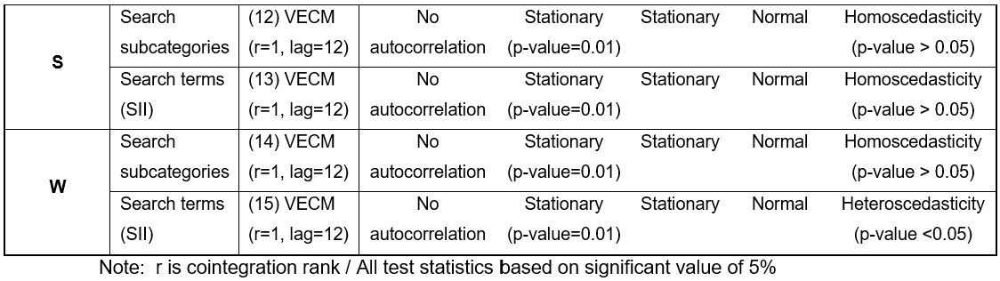 Search (12) VECM No Stationary Stationary Normal Homoscedasticity
subcategories (r=1, lag=12) autocorrelation (p-value=0.01) (p-value > 0.05)
S
Search terms (13) VECM No Stationary Stationary Normal Homoscedasticity
(SII) (r=1, lag=12) autocorrelation (p-value=0.01) (p-value > 0.05)
Search (14) VECM No Stationary Stationary Normal Homoscedasticity
subcategories (r=1, lag=12) autocorrelation (p-value=0.01) (p-value > 0.05)
W
Search terms (15) VECM No Stationary Stationary Normal Heteroscedasticity
(SII) (r=1, lag=12) autocorrelation (p-value=0.01) (p-value <0.05)
Note: r is cointegration rank / All test statistics based on significant value of 5%